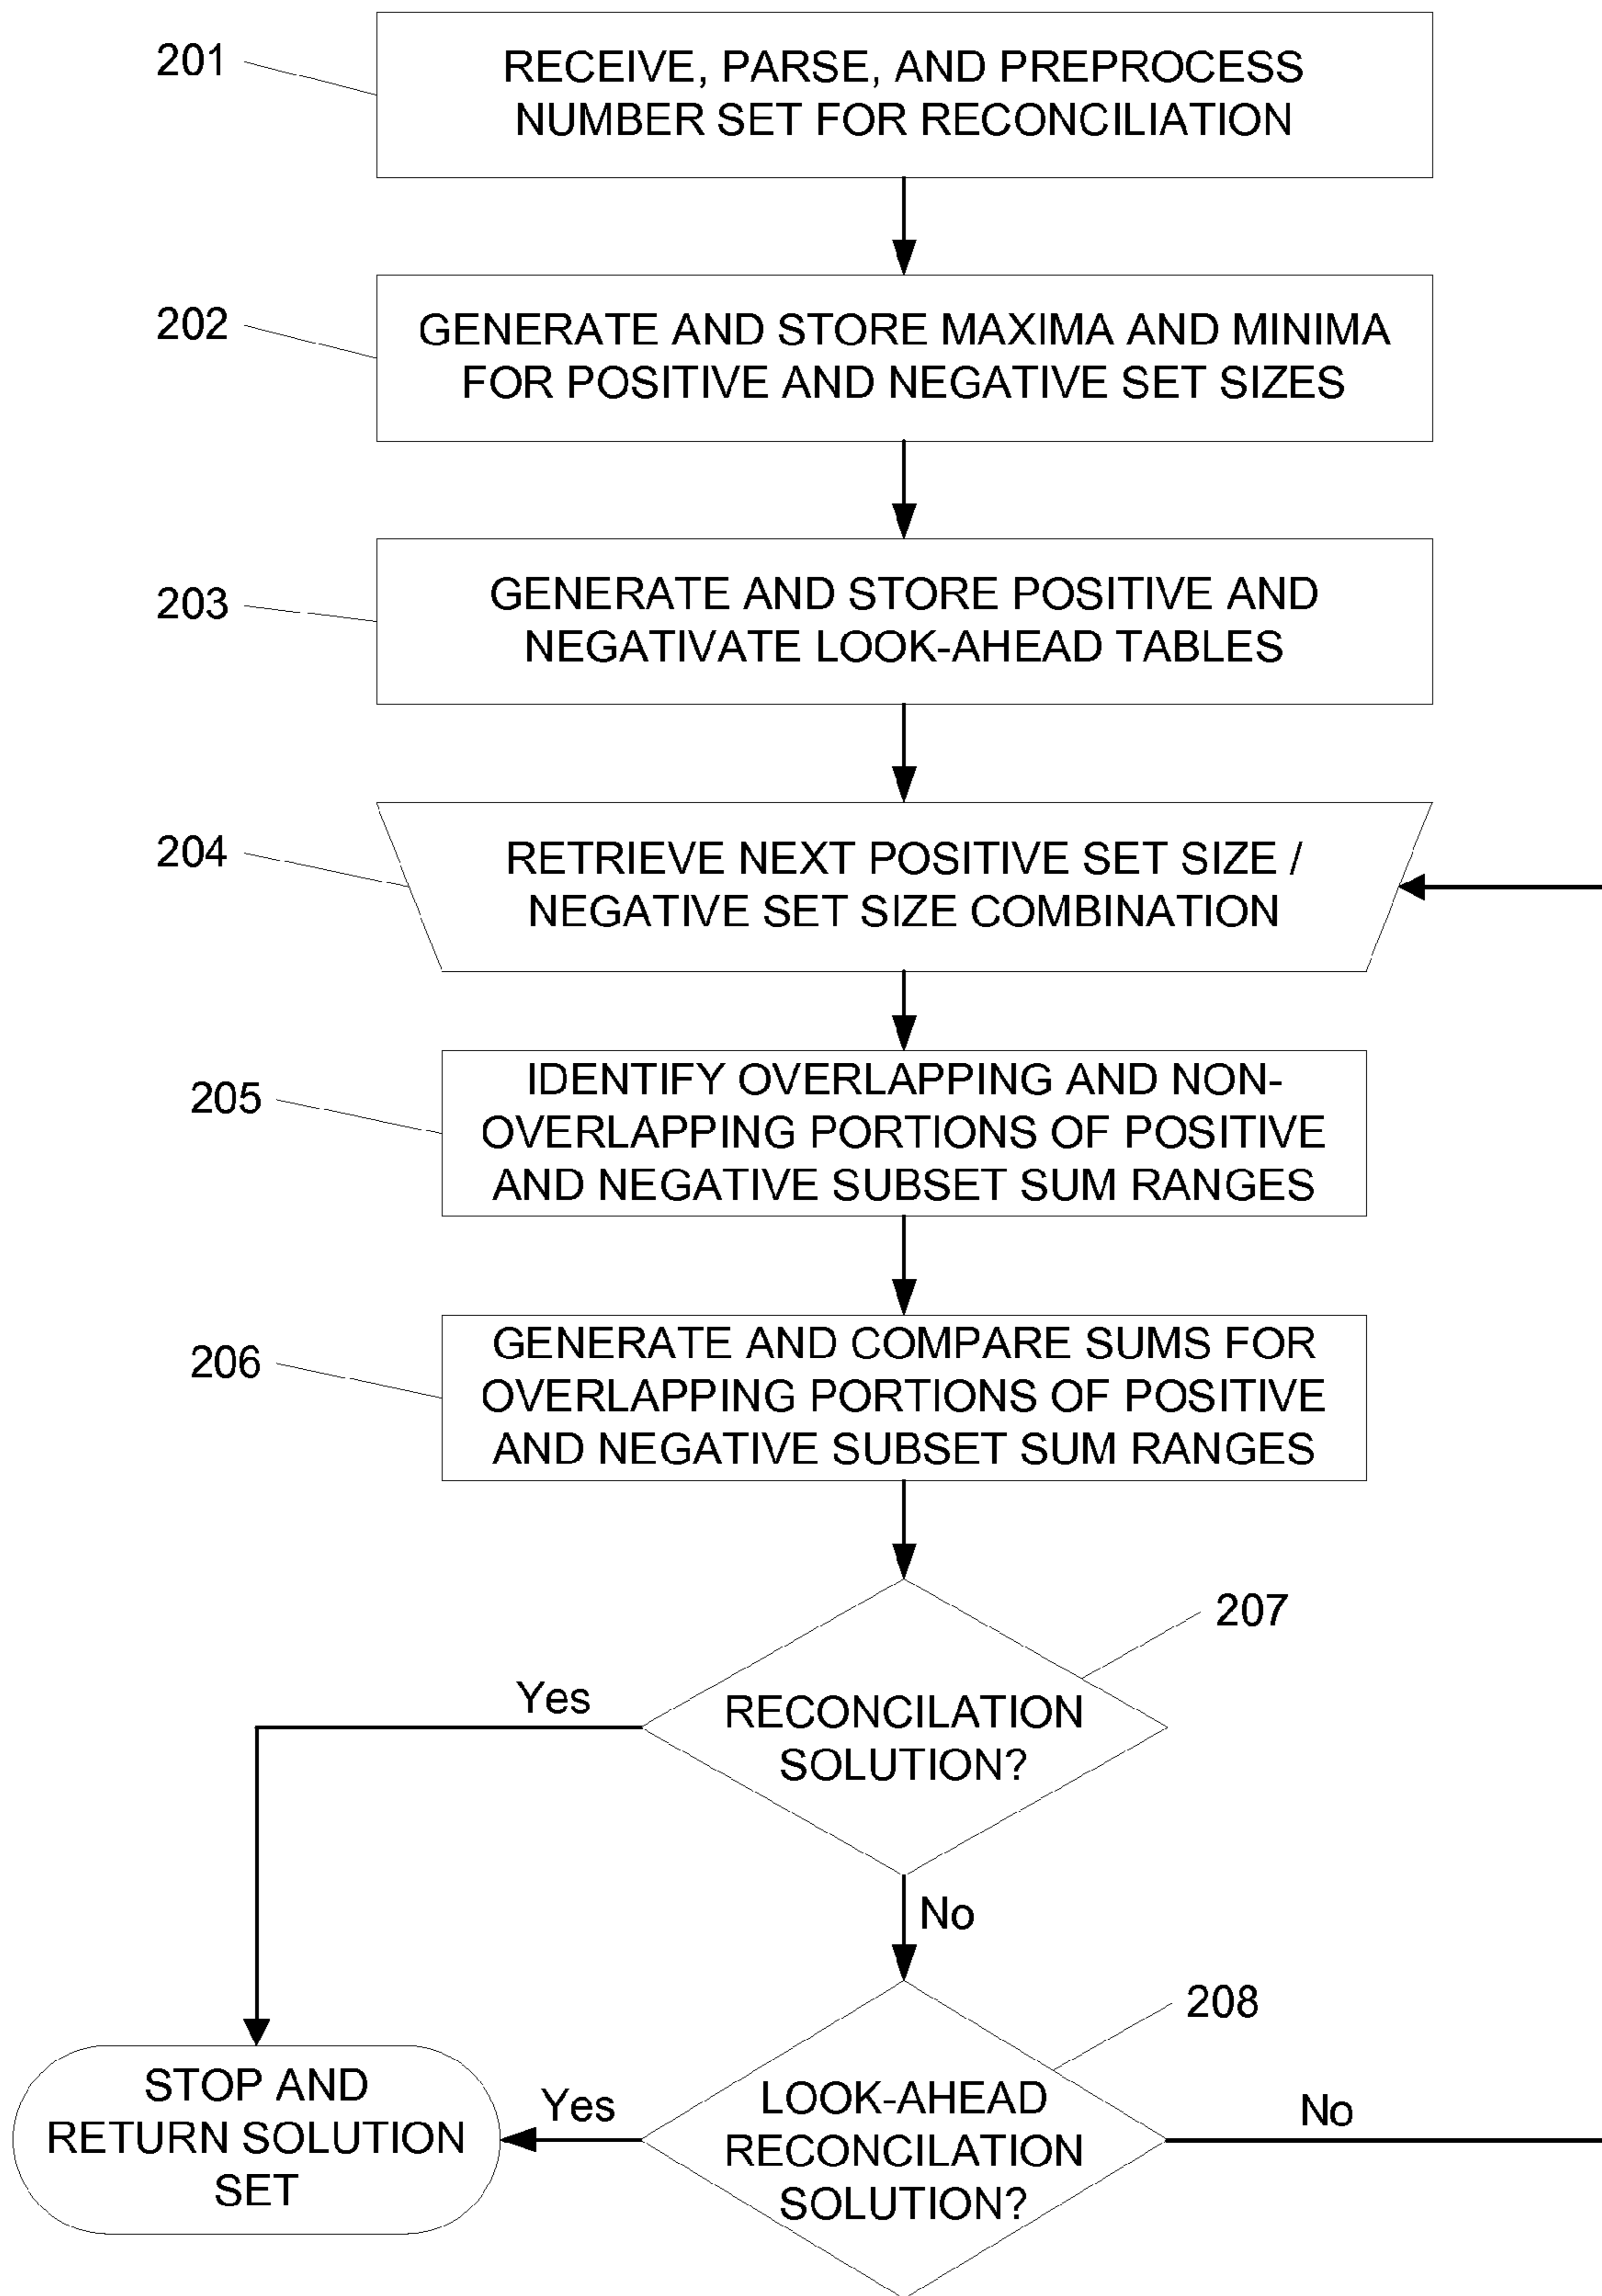 201
RECEIVE, PARSE, AND PREPROCESS
NUMBER SET FOR RECONCILIATION
202
GENERATE AND STORE MAXIMA AND MINIMA
FOR POSITIVE AND NEGATIVE SET SIZES
203
GENERATE AND STORE POSITIVE AND
NEGATIVATE LOOK-AHEAD TABLES
204
RETRIEVE NEXT POSITIVE SET SIZE /
NEGATIVE SET SIZE COMBINATION
205
IDENTIFY OVERLAPPING AND NON-
OVERLAPPING PORTIONS OF POSITIVE
AND NEGATIVE SUBSET SUM RANGES
206
GENERATE AND COMPARE SUMS FOR
OVERLAPPING PORTIONS OF POSITIVE
AND NEGATIVE SUBSET SUM RANGES
207
Yes
RECONCILATION
SOLUTION?
No
208
STOP AND
RETURN SOLUTION
SET
Yes
LOOK-AHEAD
RECONCILATION
SOLUTION?
No